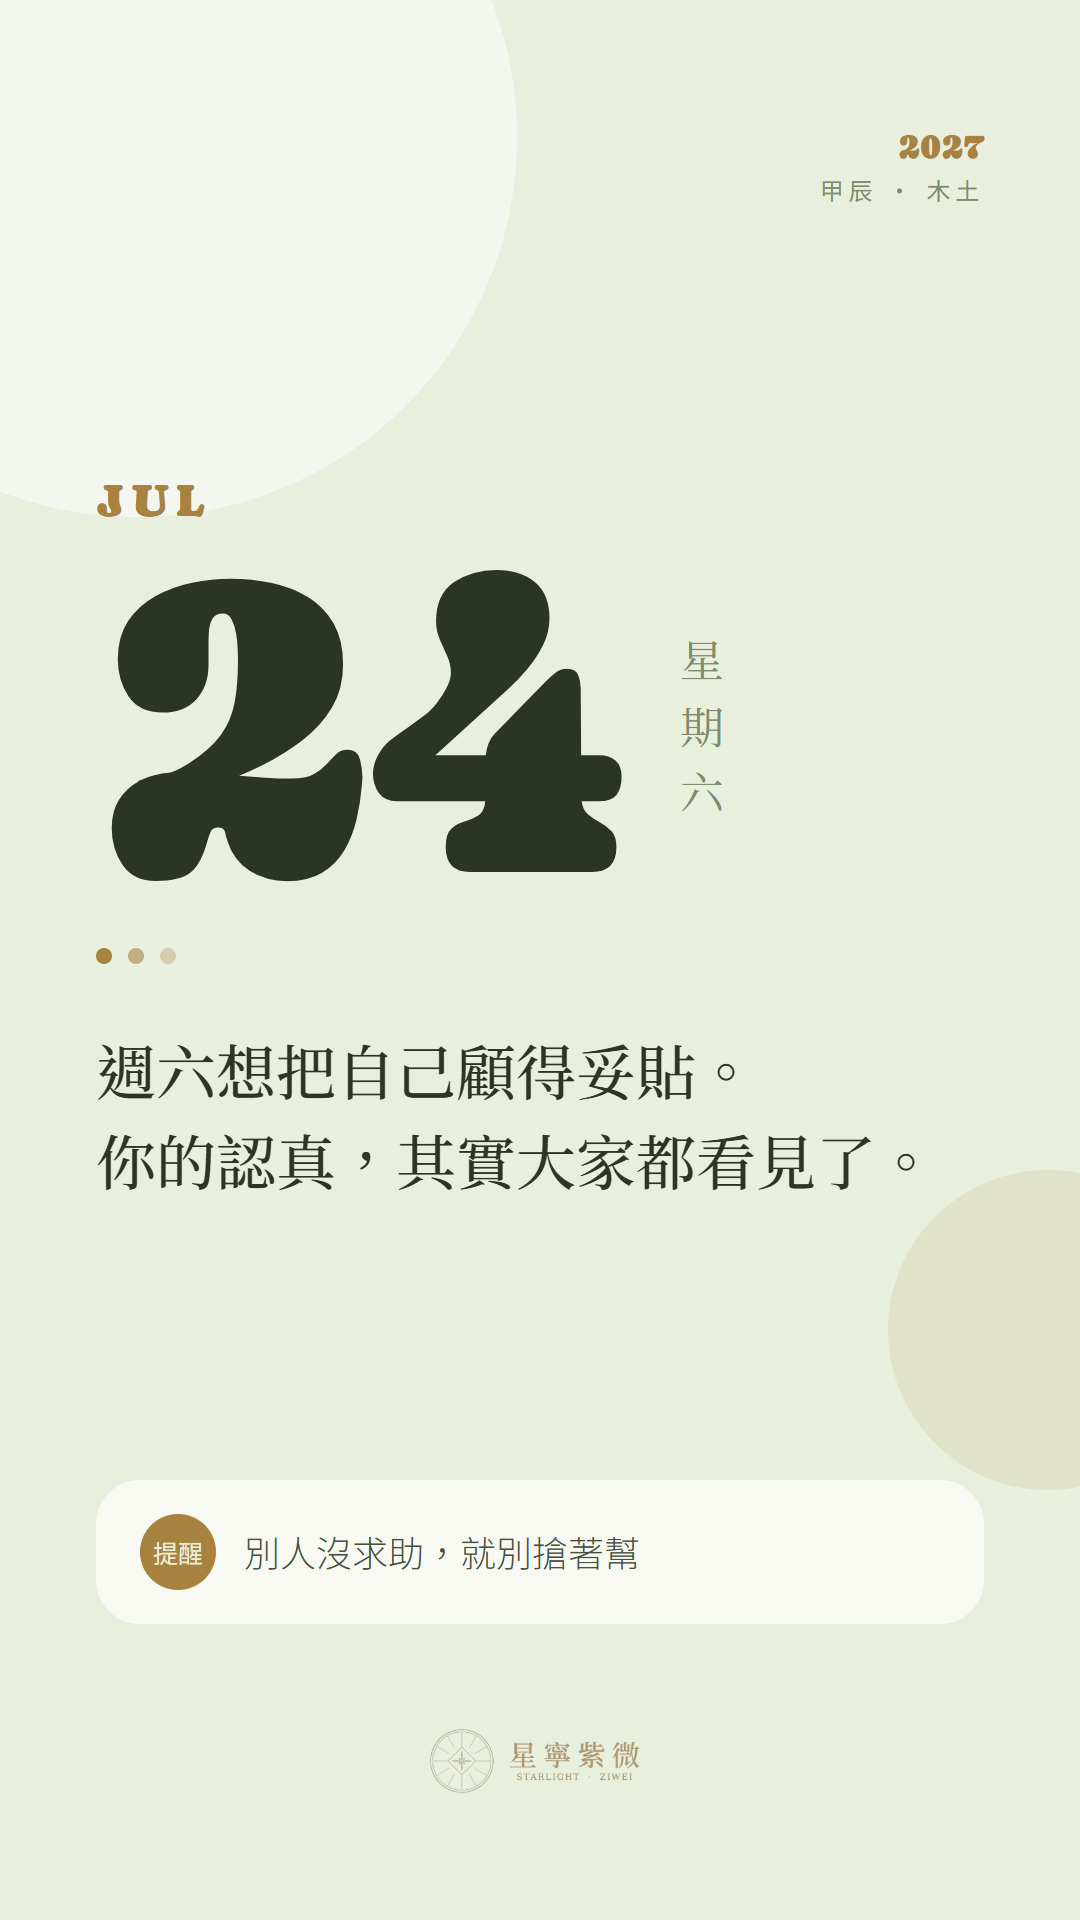 2027
甲辰 · 木土
JUL
24
星期六
週六想把自己顧得妥貼。
你的認真，其實大家都看見了。
提醒
別人沒求助，就別搶著幫
星寧紫微
STARLIGHT · ZIWEI